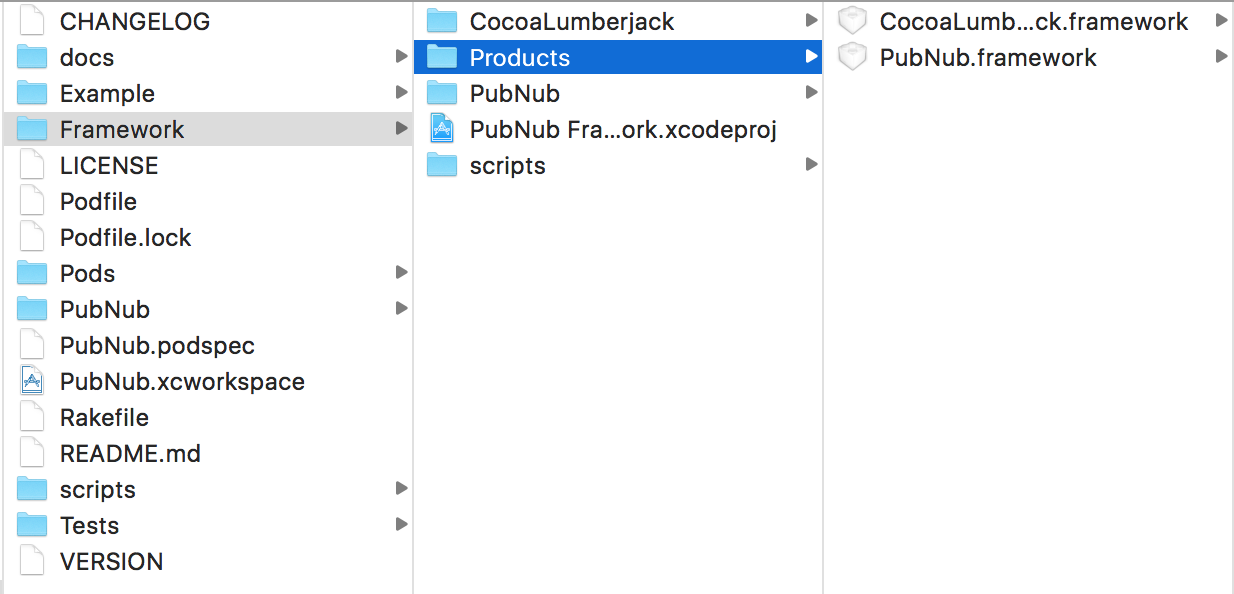 CHANGELOG
docs
Example
Framework
LICENSE
Podfile
Podfile.lock
Pods
PubNub
PubNub.podspec
PubNub.xcworkspace
Rakefile
README.md
scripts
Tests
VERSION
CocoaLumberjack
Products
PubNub
PubNub Fra...ork.xcodeproj
scripts
CocoaLumb...ck.framework
PubNub.framework